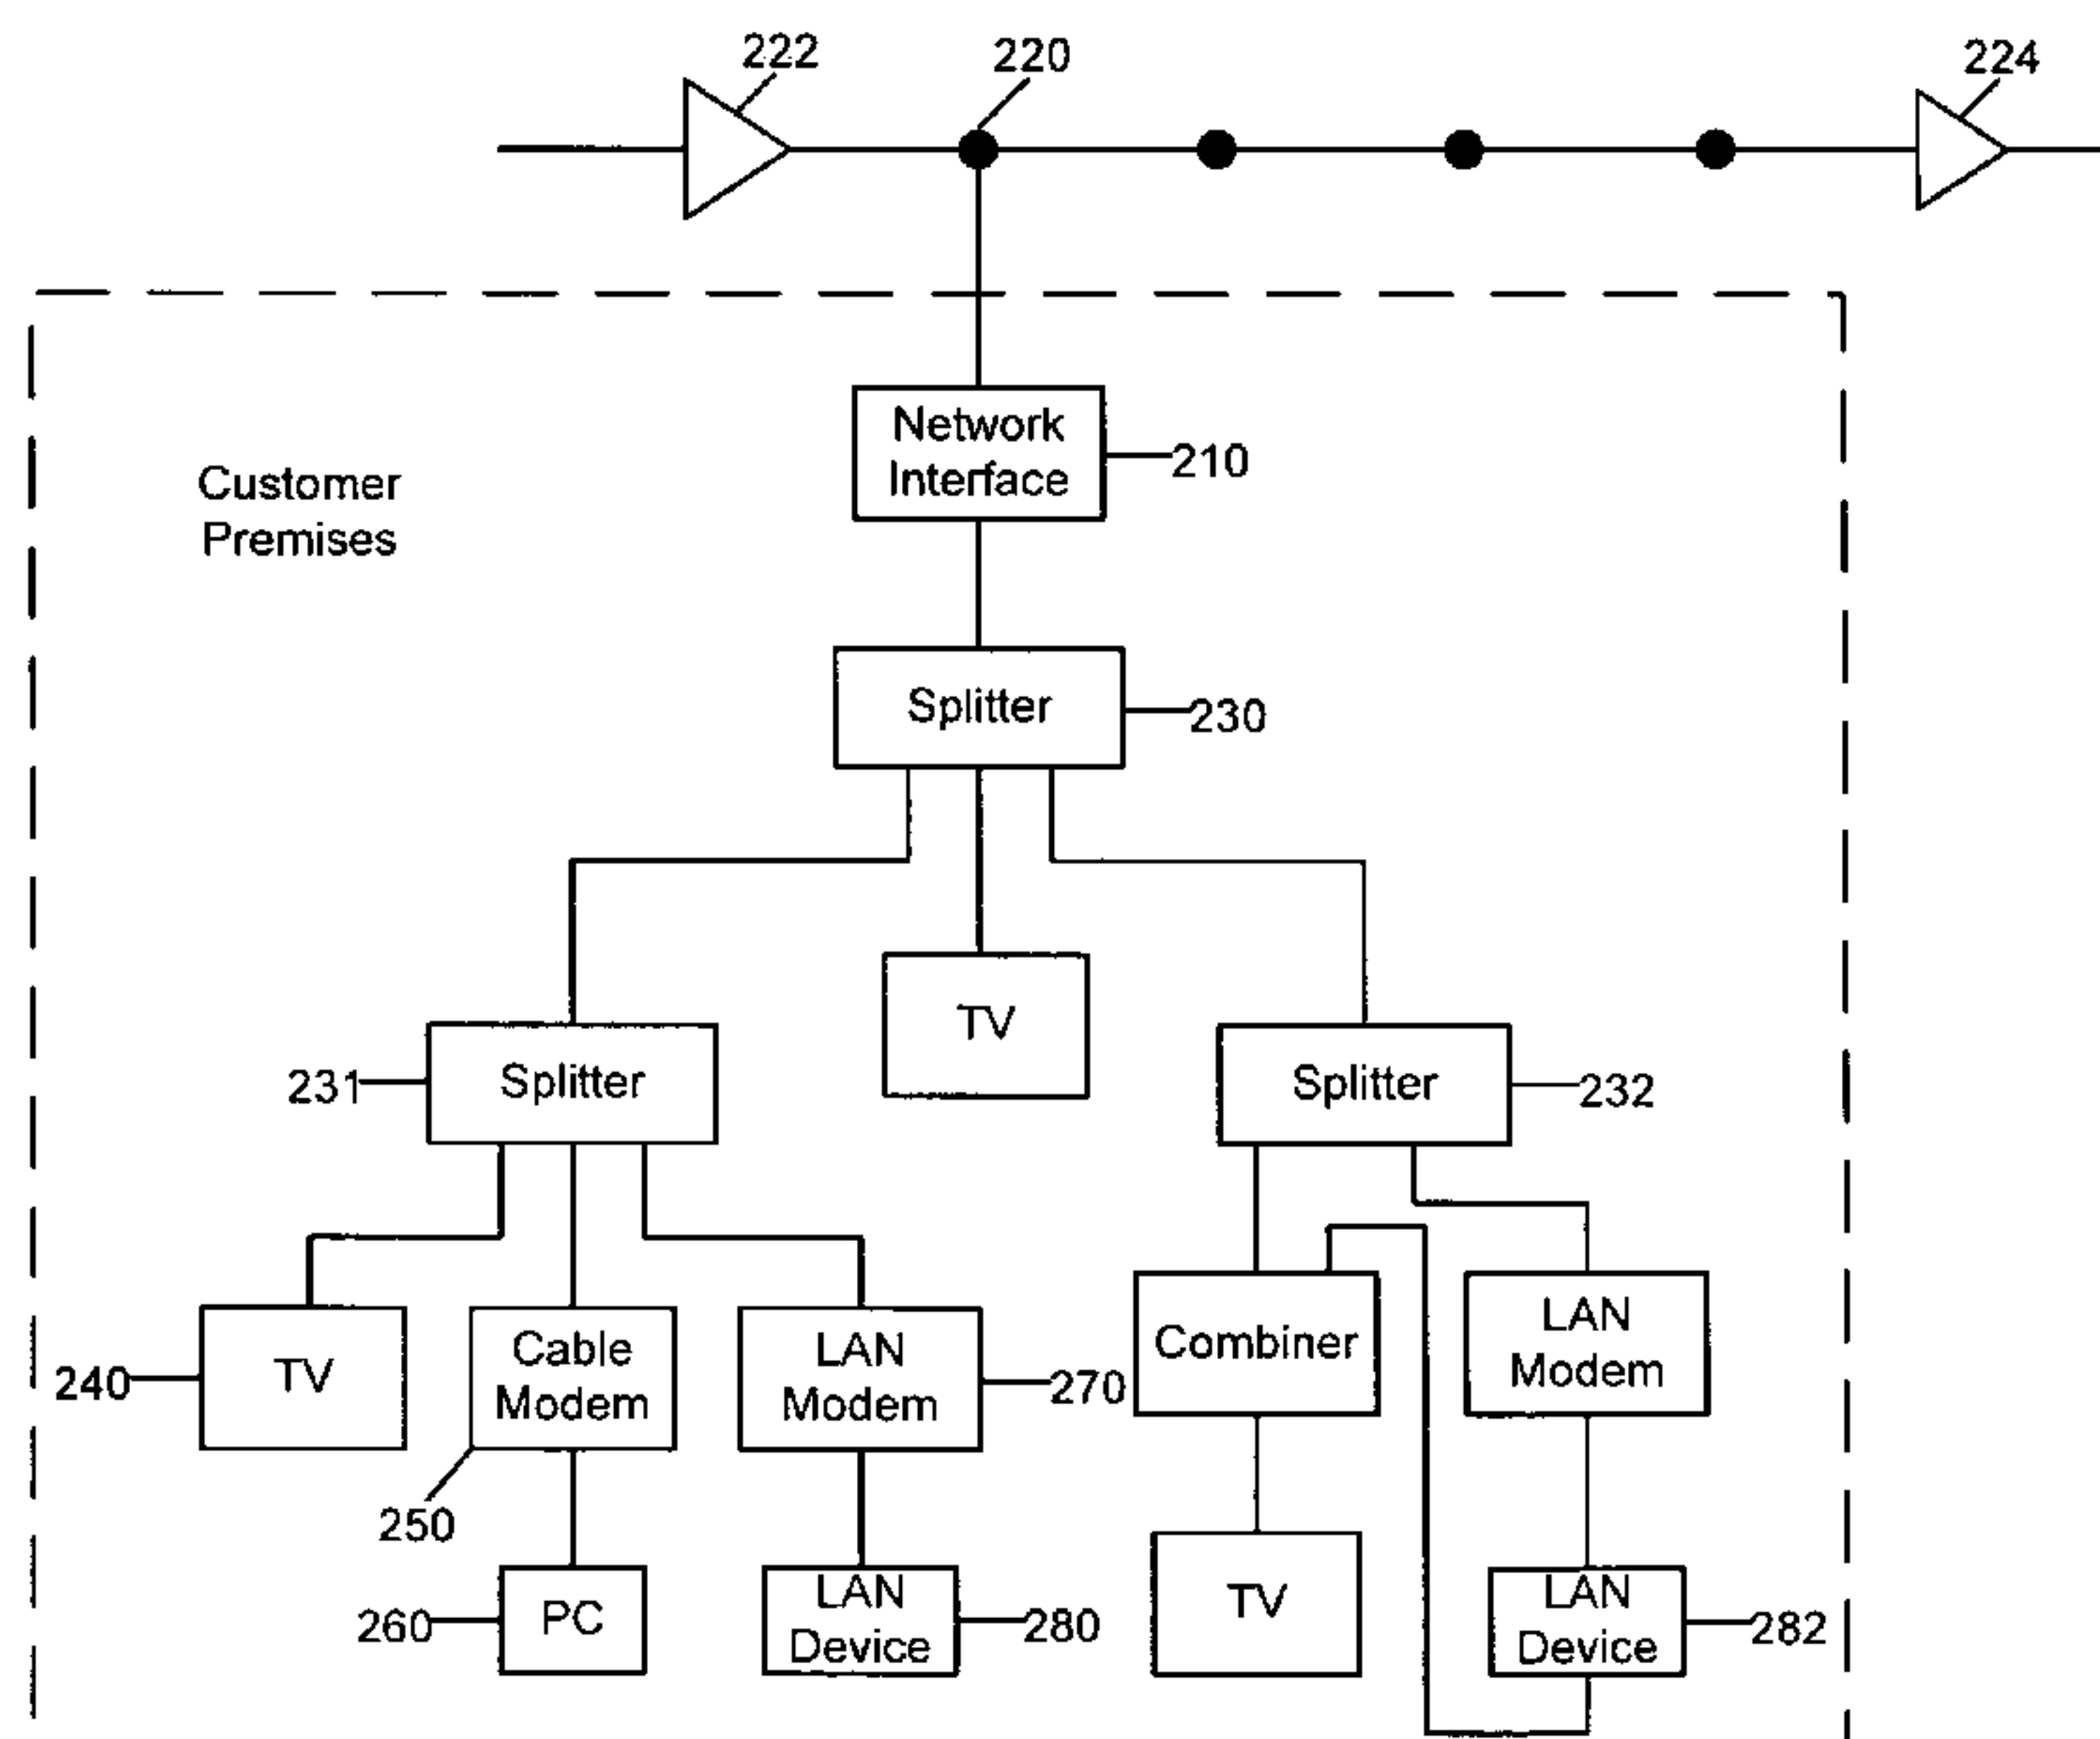 222
220
224
Network
Interface
210
Customer
Premises
Splitter
230
TV
231
Splitter
Splitter
232
240
TV
Cable
Modem
LAN
Modem
270
Combiner
LAN
Modem
250
260
PC
LAN
Device
280
TV
LAN
Device
282